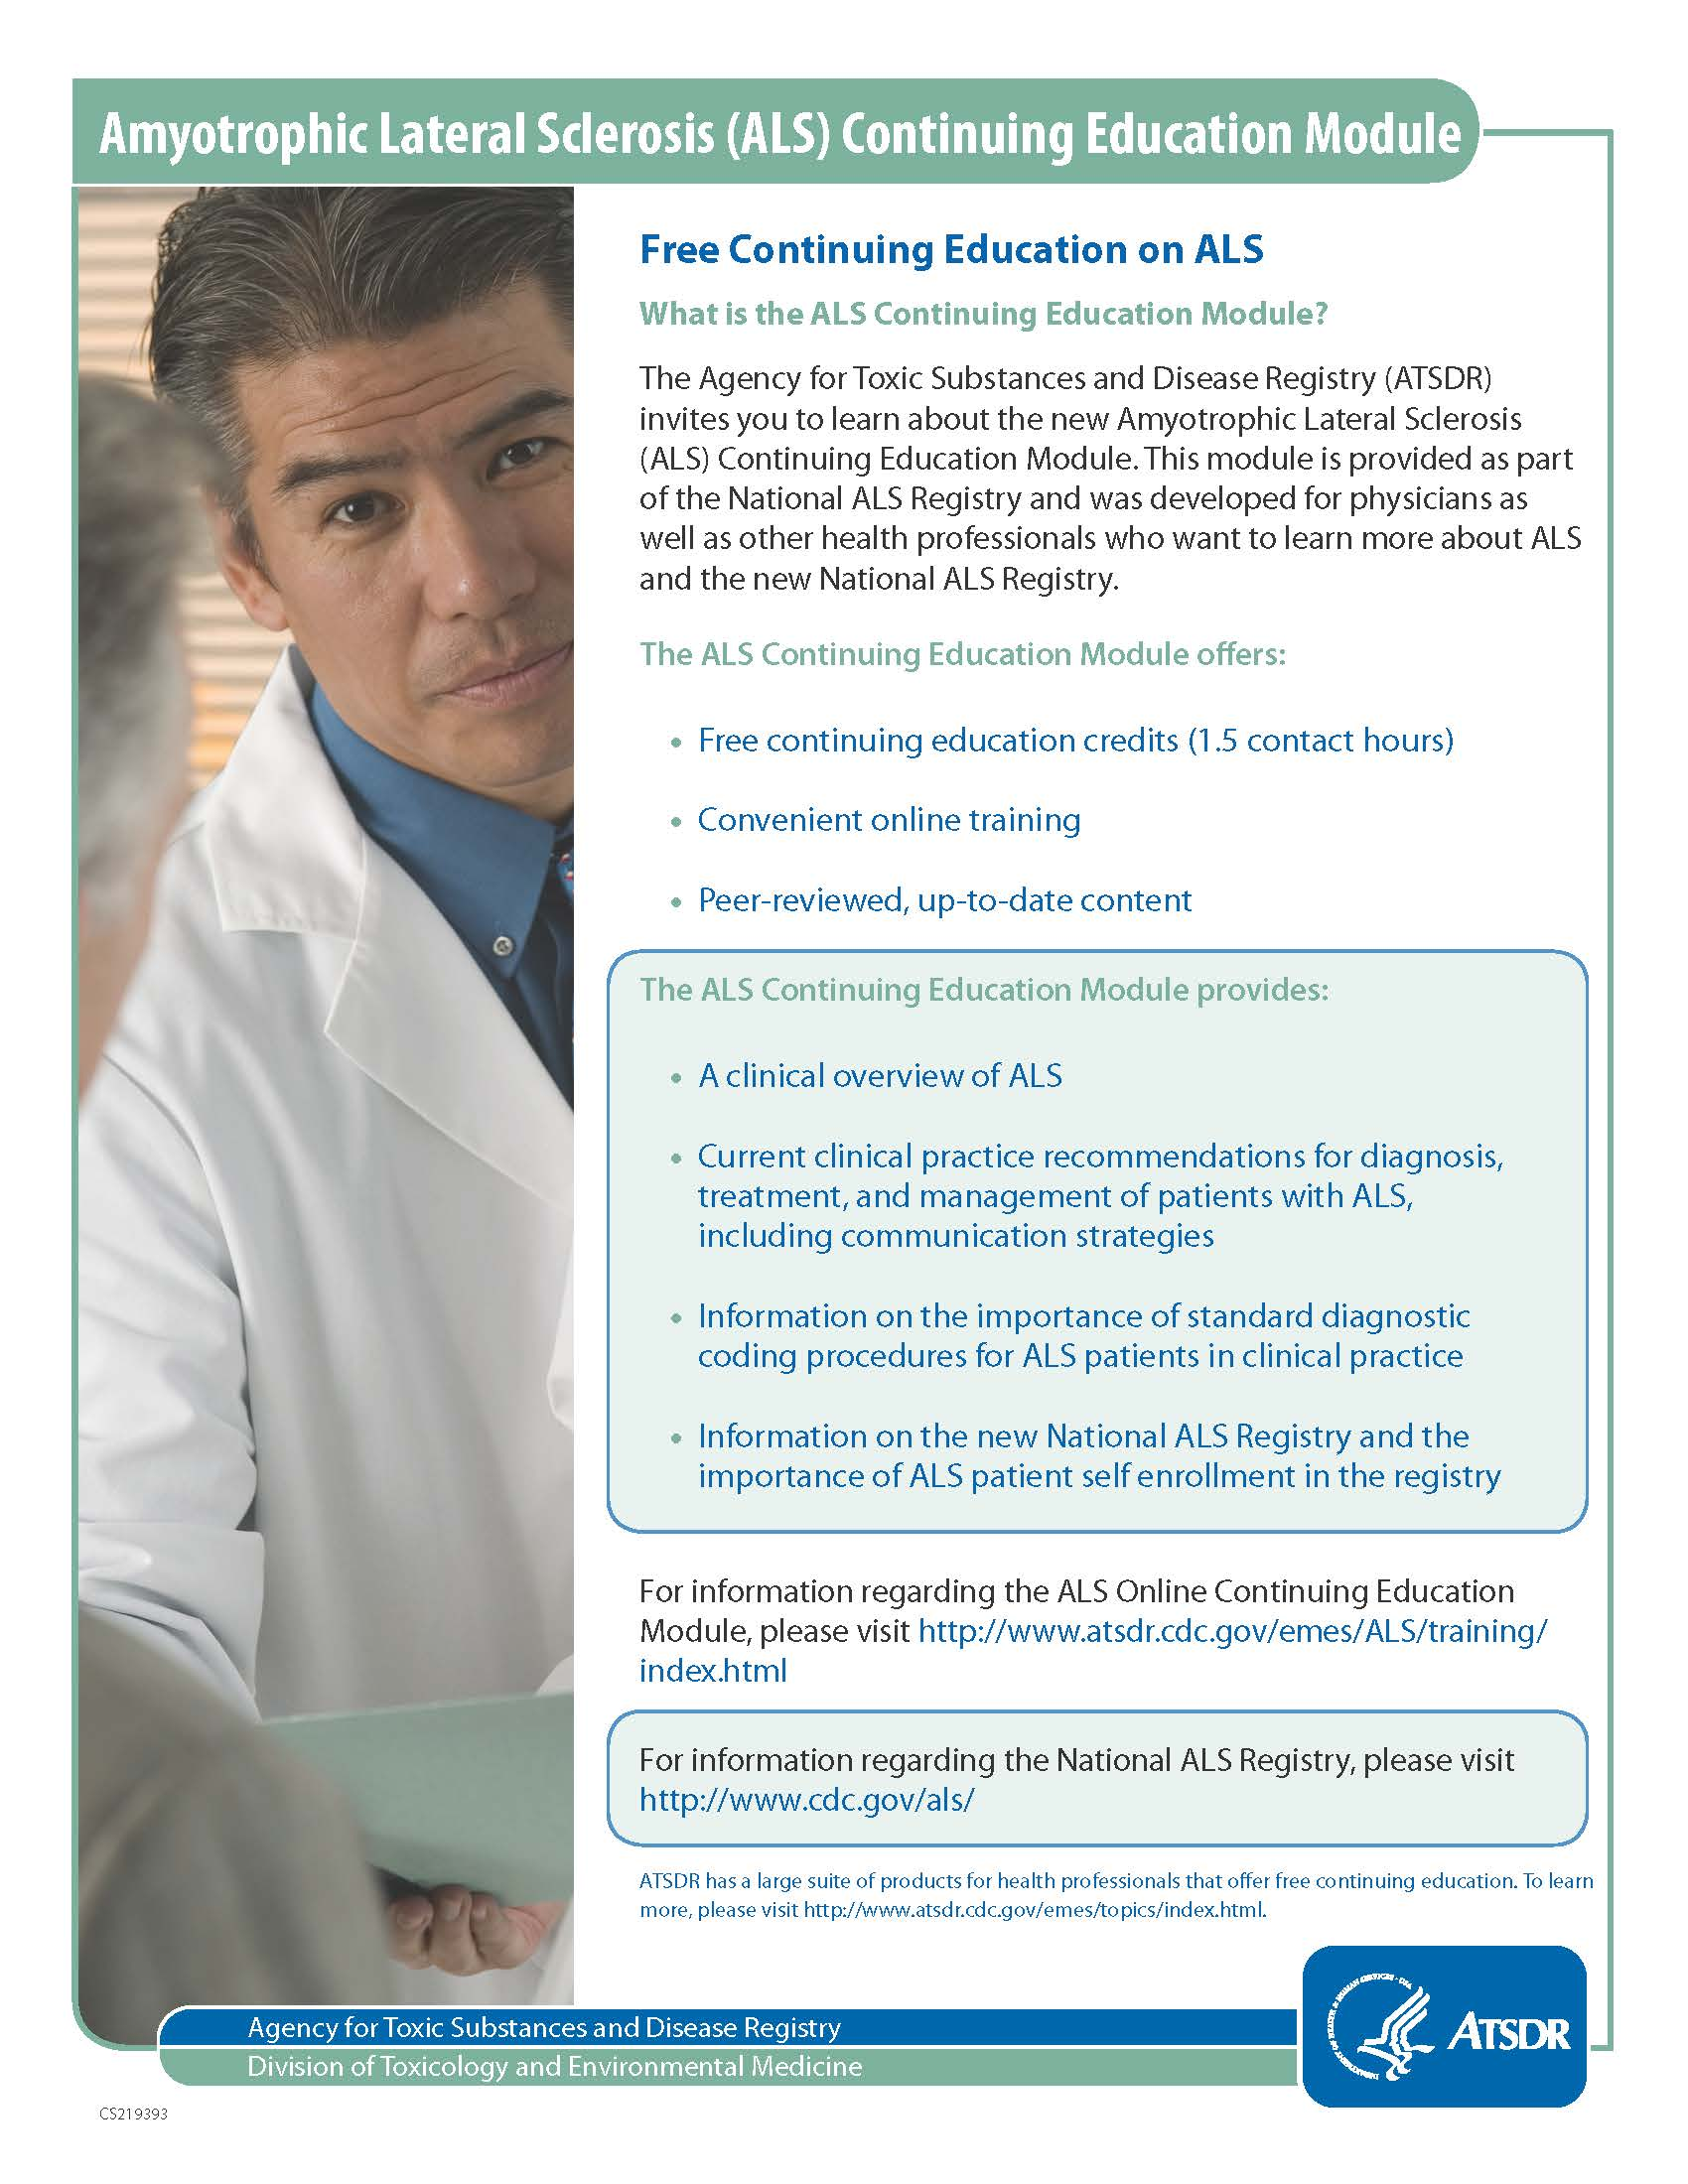 Amyotrophic Lateral Sclerosis (ALS) Continuing Education Module
Free Continuing Education on ALS
What is the ALS Continuing Education Module?
The Agency for Toxic Substances and Disease Registry (ATSDR)
invites you to learn about the new Amyotrophic Lateral Sclerosis
(ALS) Continuing Education Module. This module is provided as part
of the National ALS Registry and was developed for physicians as
well as other health professionals who want to learn more about ALS
and the new National ALS Registry.
The ALS Continuing Education Module offers:
• Free continuing education credits (1.5 contact hours)
• Convenient online training
• Peer-reviewed, up-to-date content
The ALS Continuing Education Module provides:
• A clinical overview of ALS
• Current clinical practice recommendations for diagnosis,
treatment, and management of patients with ALS,
including communication strategies
• Information on the importance of standard diagnostic
coding procedures for ALS patients in clinical practice
• Information on the new National ALS Registry and the
importance of ALS patient self enrollment in the registry
For information regarding the ALS Online Continuing Education
Module, please visit http://www.atsdr.cdc.gov/emes/ALS/training/
index.html
For information regarding the National ALS Registry, please visit
http://www.cdc.gov/als/
ATSDR has a large suite of products for health professionals that offer free continuing education. To learn
more, please visit http://www.atsdr.cdc.gov/emes/topics/index.html.
ATSDR
Agency for Toxic Substances and Disease Registry
Division of Toxicology and Environmental Medicine
CS219393